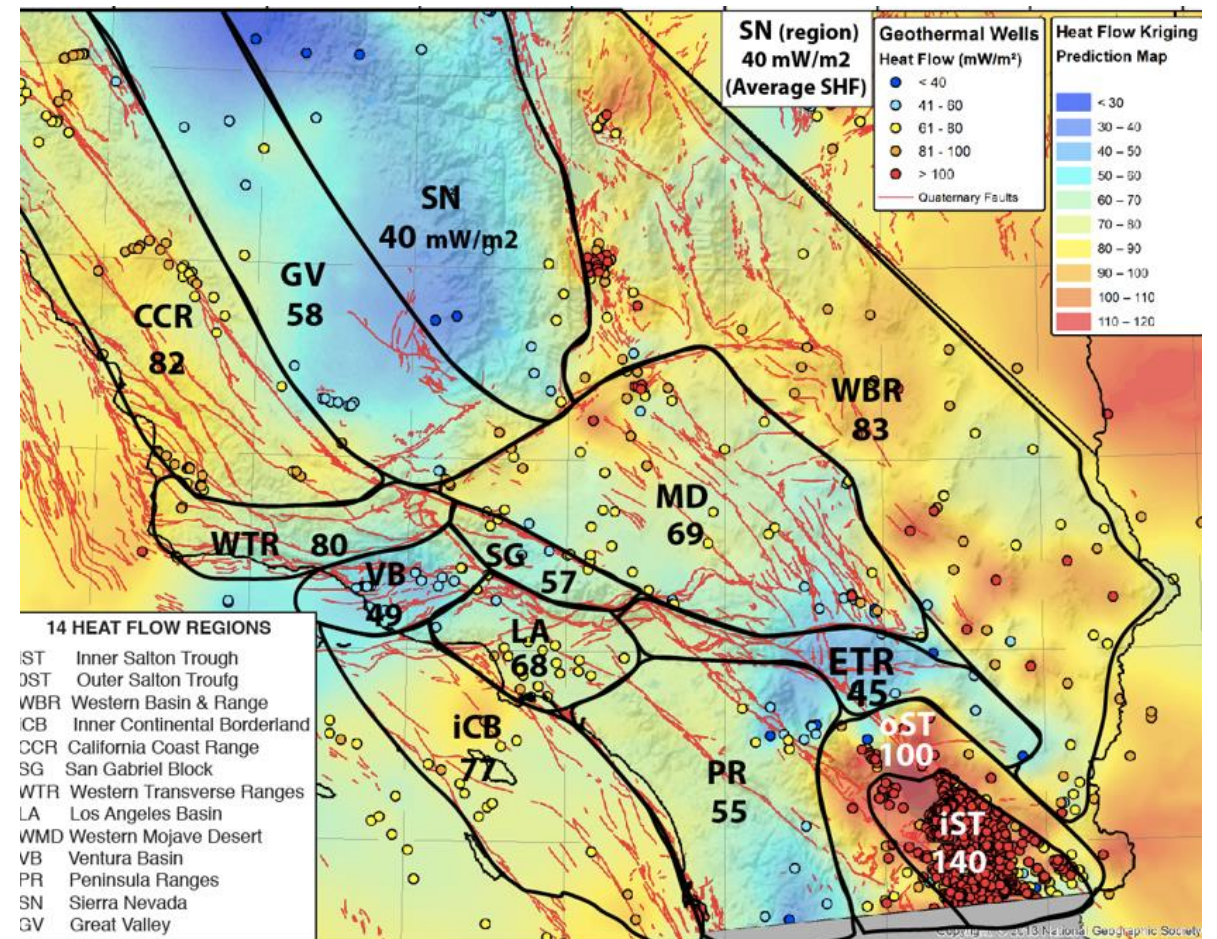 SN (region)
40 mW/m2
(Average SHF)
Geothermal Wells
Heat Flow (mW/m²)
< 40
41 - 60
61 - 80
81 - 100
> 100
Quaternary Faults
Heat Flow Kriging
Prediction Map
< 30
30 – 40
40 – 50
50 – 60
60 – 70
70 – 80
80 – 90
90 – 100
100 – 110
110 – 120
SN
40 mW/m2
GV
58
CCR
82
WBR
83
MD
69
WTR 80
SG
57
VB
49
LA
68
ETR
45
oST
100
iCB
77
PR
55
iST
140
14 HEAT FLOW REGIONS
IST Inner Salton Trough
OST Outer Salton Troufg
WBR Western Basin & Range
ICB Inner Continental Borderland
CCR California Coast Range
SG San Gabriel Block
WTR Western Transverse Ranges
LA Los Angeles Basin
WMD Western Mojave Desert
VB Ventura Basin
PR Peninsula Ranges
SN Sierra Nevada
GV Great Valley
2013 National Geographic Society